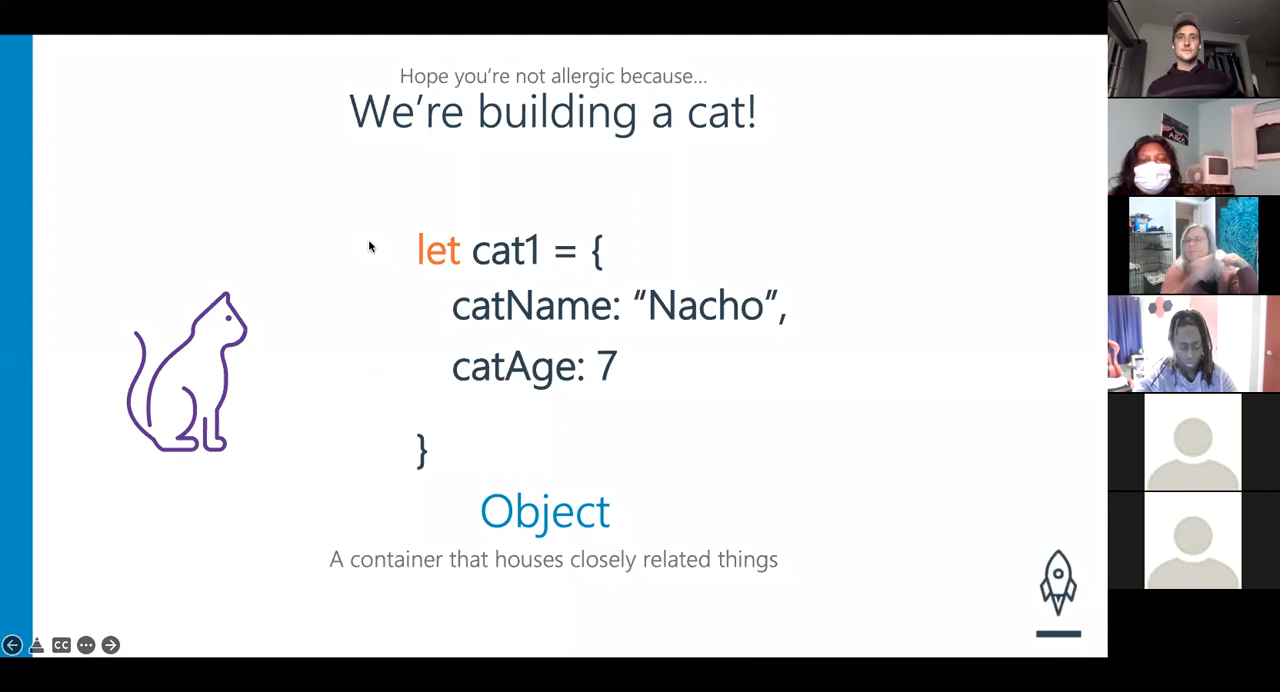 Hope you're not allergic because...
We're building a cat!
let cat1 = {
catName: “Nacho”,
catAge: 7
}
Object
A container that houses closely related things
CC